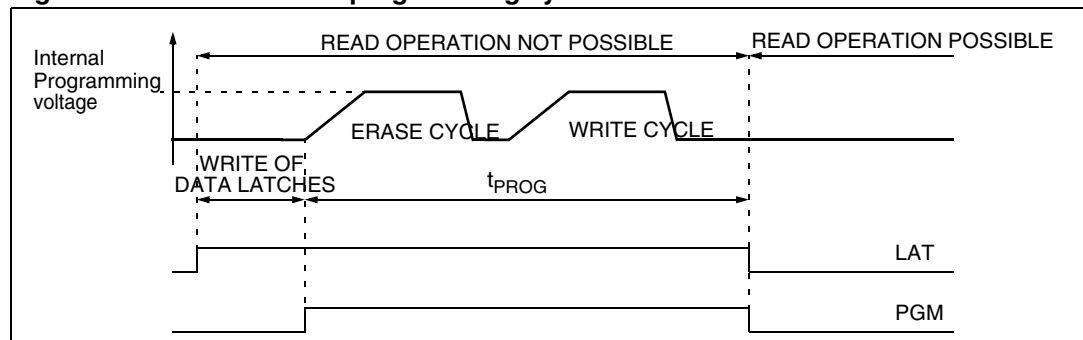 READ OPERATION NOT POSSIBLE
READ OPERATION POSSIBLE
Internal
Programming
voltage
ERASE CYCLE
WRITE CYCLE
WRITE OF
DATA LATCHES
tPROG
LAT
PGM